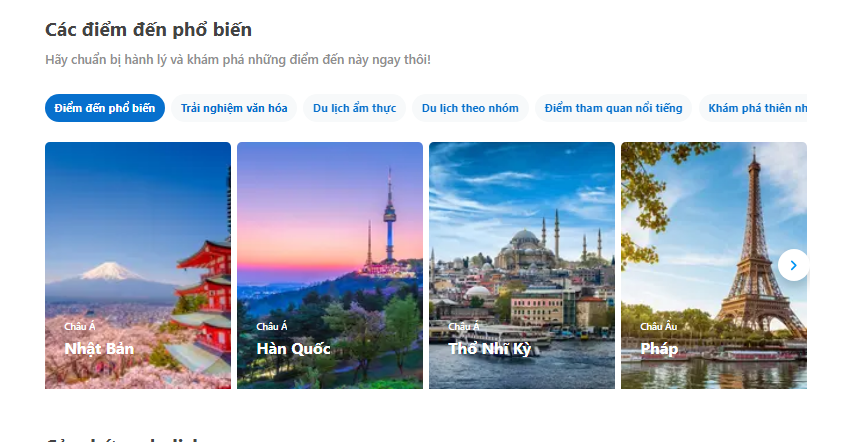 Các điểm đến phổ biến
Hãy chuẩn bị hành lý và khám phá những điểm đến này ngay thôi!
Điểm đến phổ biến
Trải nghiệm văn hóa
Du lịch ẩm thực
Du lịch theo nhóm
Điểm tham quan nổi tiếng
Khám phá thiên nh
Châu Á
Nhật Bản
Châu Á
Hàn Quốc
Châu Á
Thổ Nhĩ Kỳ
Châu Âu
Pháp